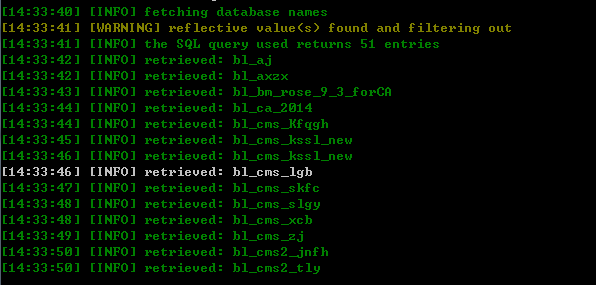 [14:33:40] [INFO] fetching database names
[14:33:41] [WARNING] reflective value(s) found and filtering out
[14:33:41] [INFO] the SQL query used returns 51 entries
[14:33:42] [INFO] retrieved: bl_aj
[14:33:42] [INFO] retrieved: bl_axzx
[14:33:43] [INFO] retrieved: bl_bm_rose_9_3_forCA
[14:33:44] [INFO] retrieved: bl_ca_2014
[14:33:44] [INFO] retrieved: bl_cms_Kfqgh
[14:33:45] [INFO] retrieved: bl_cms_kssl_new
[14:33:46] [INFO] retrieved: bl_cms_kssl_new
[14:33:46] [INFO] retrieved: bl_cms_lgb
[14:33:47] [INFO] retrieved: bl_cms_skfc
[14:33:48] [INFO] retrieved: bl_cms_slgy
[14:33:48] [INFO] retrieved: bl_cms_xcb
[14:33:49] [INFO] retrieved: bl_cms_zj
[14:33:50] [INFO] retrieved: bl_cms2_jnfh
[14:33:50] [INFO] retrieved: bl_cms2_tly